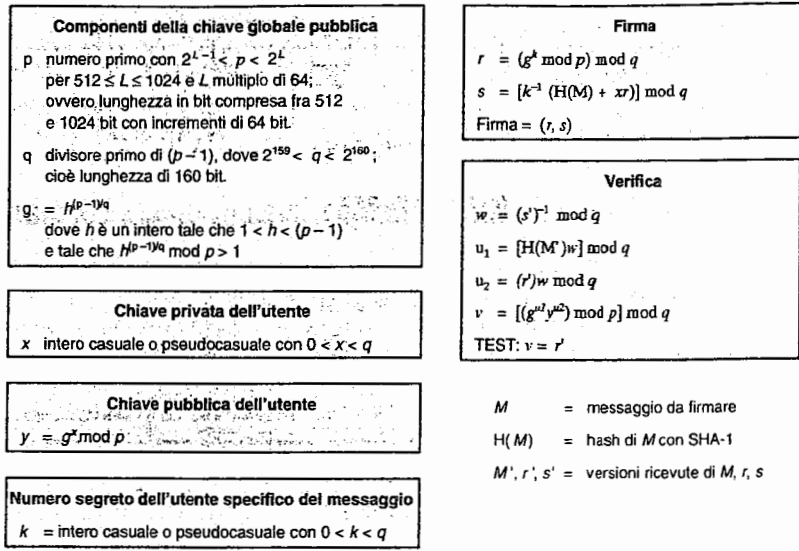 Componenti della chiave globale pubblica
p numero primo con 2^{L-1} < p < 2^L
per 512 ≤ L ≤ 1024 e L multiplo di 64;
ovvero lunghezza in bit compresa fra 512
e 1024 bit con incrementi di 64 bit.
q divisore primo di (p – 1), dove 2^{159} < q < 2^{160};
cioè lunghezza di 160 bit.
g = h^{(p–1)/q}
dove h è un intero tale che 1 < h < (p – 1)
e tale che h^{(p–1)/q} mod p > 1
Chiave privata dell'utente
x intero casuale o pseudocasuale con 0 < x < q
Chiave pubblica dell'utente
y = g^x mod p
Numero segreto dell'utente specifico del messaggio
k = intero casuale o pseudocasuale con 0 < k < q
Firma
r = (g^k mod p) mod q
s = [k^{-1} (H(M) + xr)] mod q
Firma = (r, s)
Verifica
w = (s')^{-1} mod q
u_1 = [H(M')w] mod q
u_2 = (r')w mod q
v = [(g^{u1}y^{u2}) mod p] mod q
TEST: v = r'
M = messaggio da firmare
H(M) = hash di M con SHA-1
M', r', s' = versioni ricevute di M, r, s